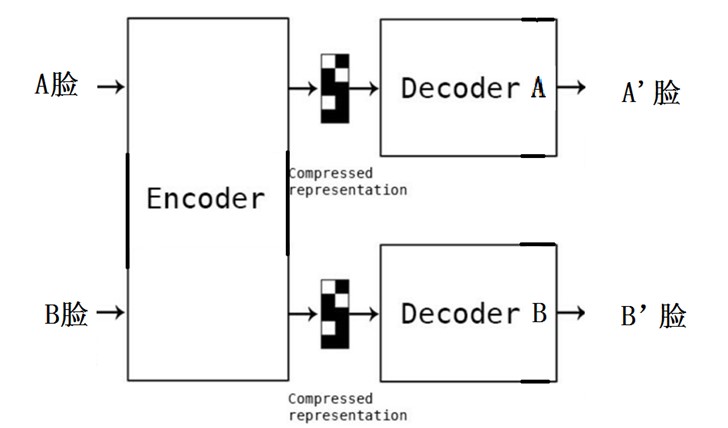 A脸
Decoder A
A'脸
Compressed
representation
Encoder
B脸
Decoder B
B'脸
Compressed
representation